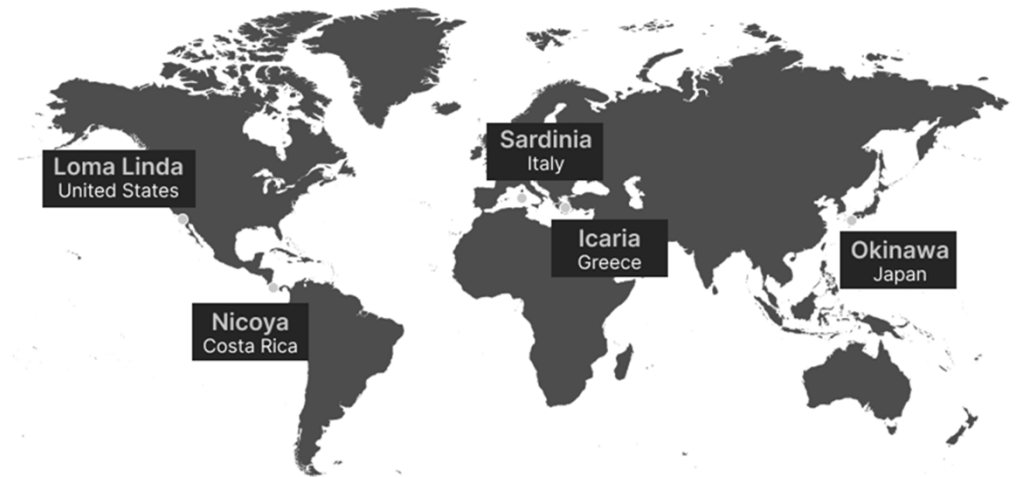 Sardinia
Italy
Loma Linda
United States
Icaria
Greece
Okinawa
Japan
Nicoya
Costa Rica